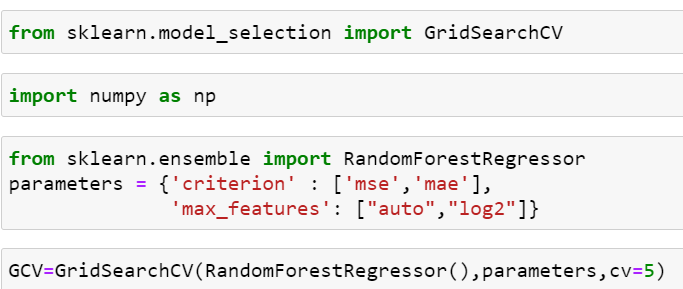 from sklearn.model_selection import GridSearchCV
import numpy as np
from sklearn.ensemble import RandomForestRegressor
parameters = {'criterion' : ['mse','mae'],
'max_features': ["auto","log2"]}
GCV=GridSearchCV(RandomForestRegressor(),parameters,cv=5)